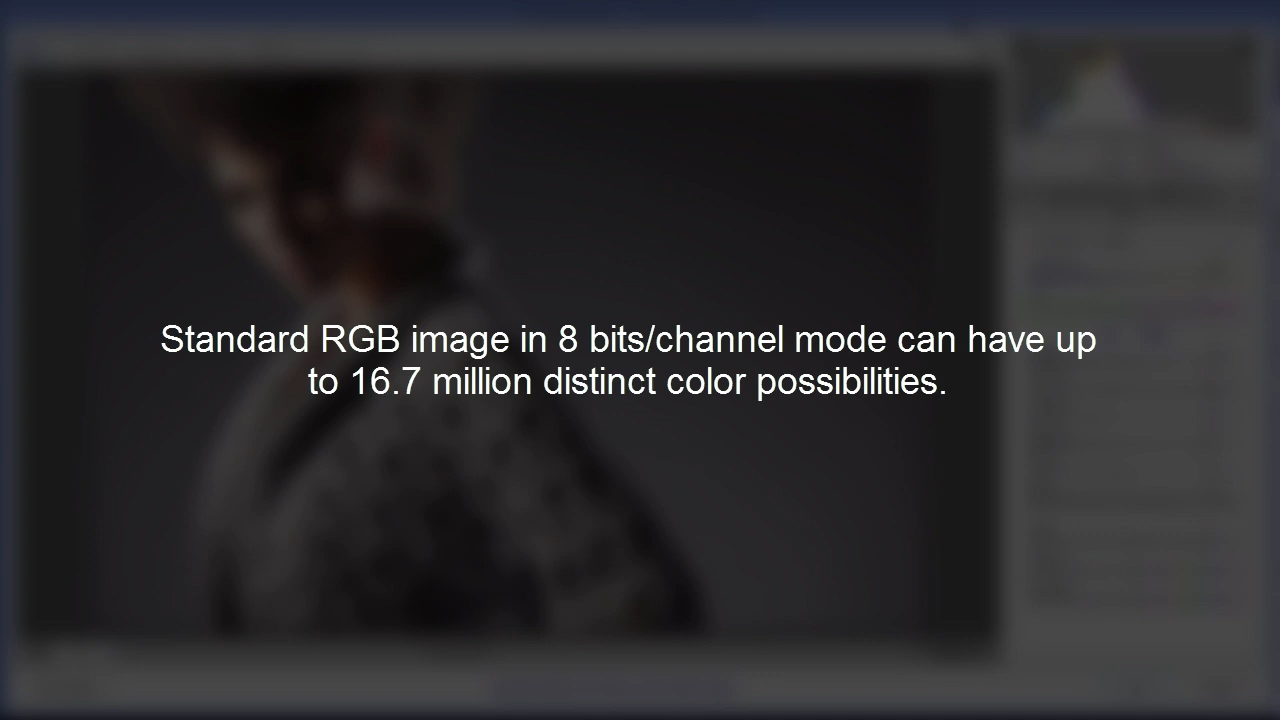 Standard RGB image in 8 bits/channel mode can have up
to 16.7 million distinct color possibilities.